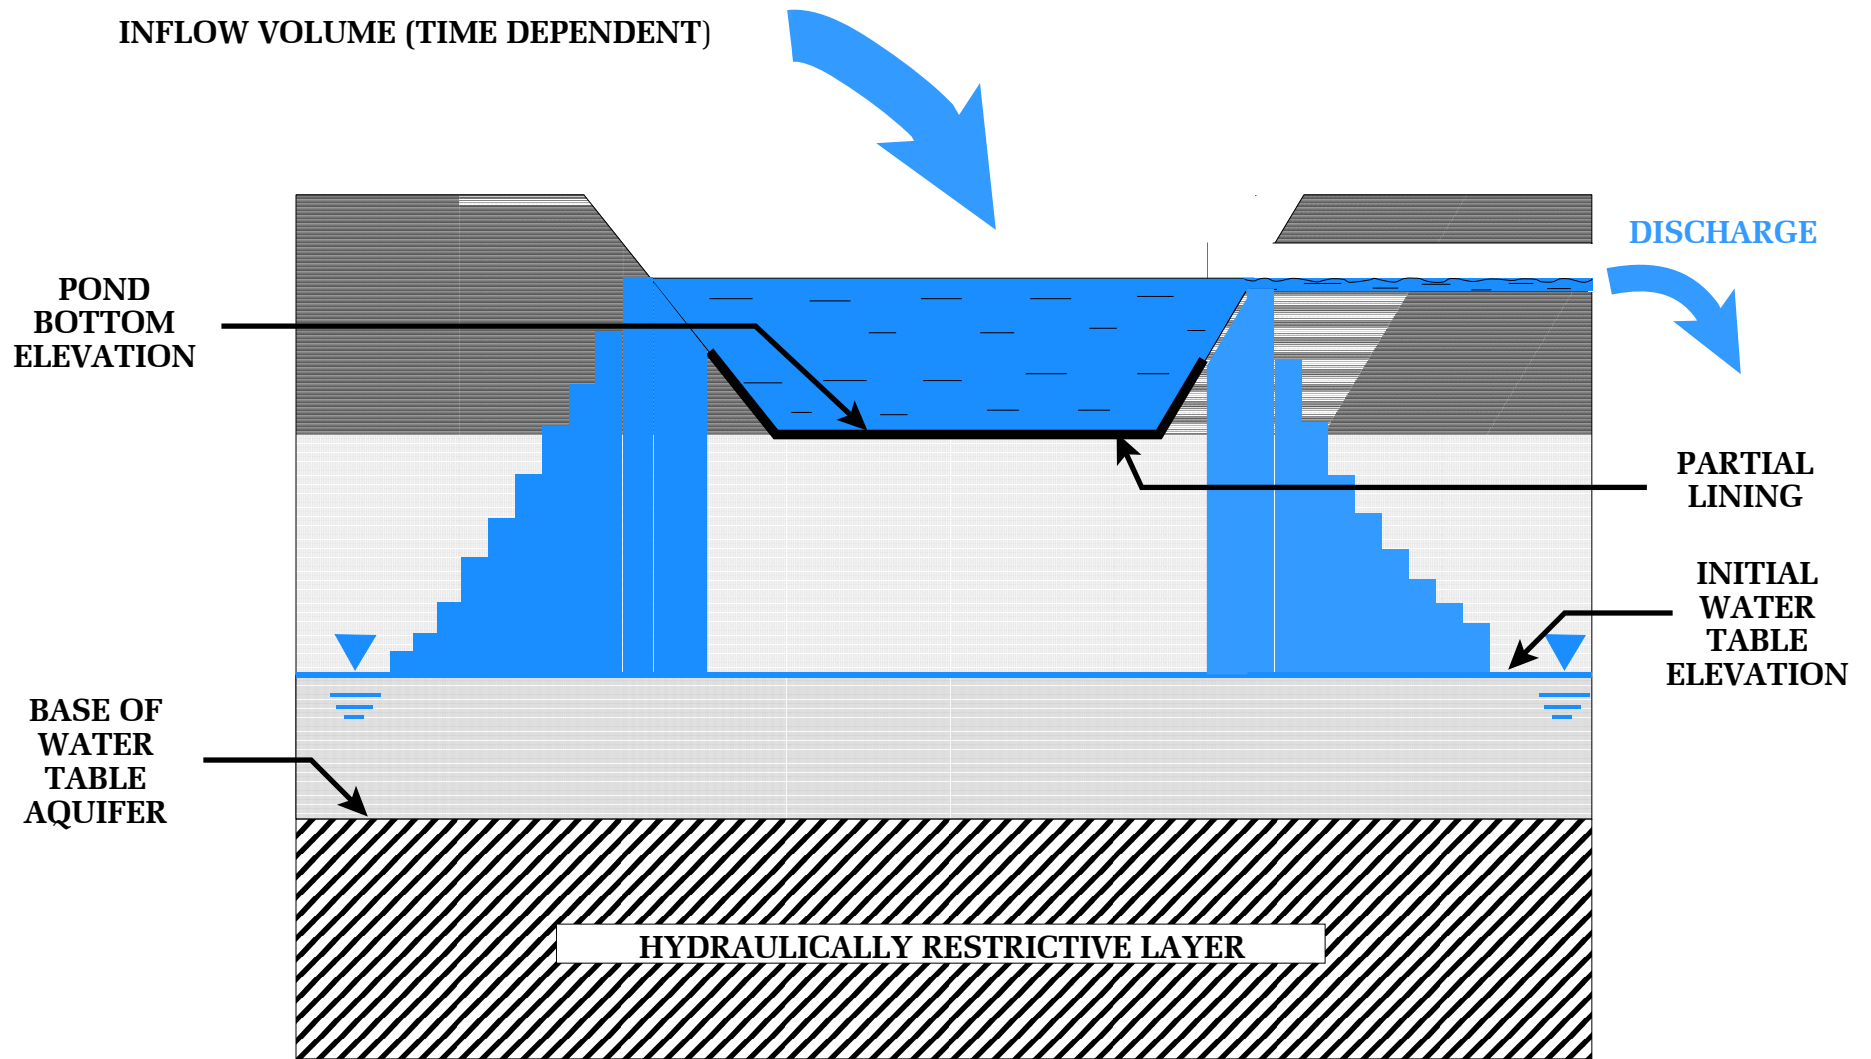 INFLOW VOLUME (TIME DEPENDENT)
DISCHARGE
POND
BOTTOM
ELEVATION
PARTIAL
LINING
INITIAL
WATER
TABLE
ELEVATION
BASE OF
WATER
TABLE
AQUIFER
HYDRAULICALLY RESTRICTIVE LAYER